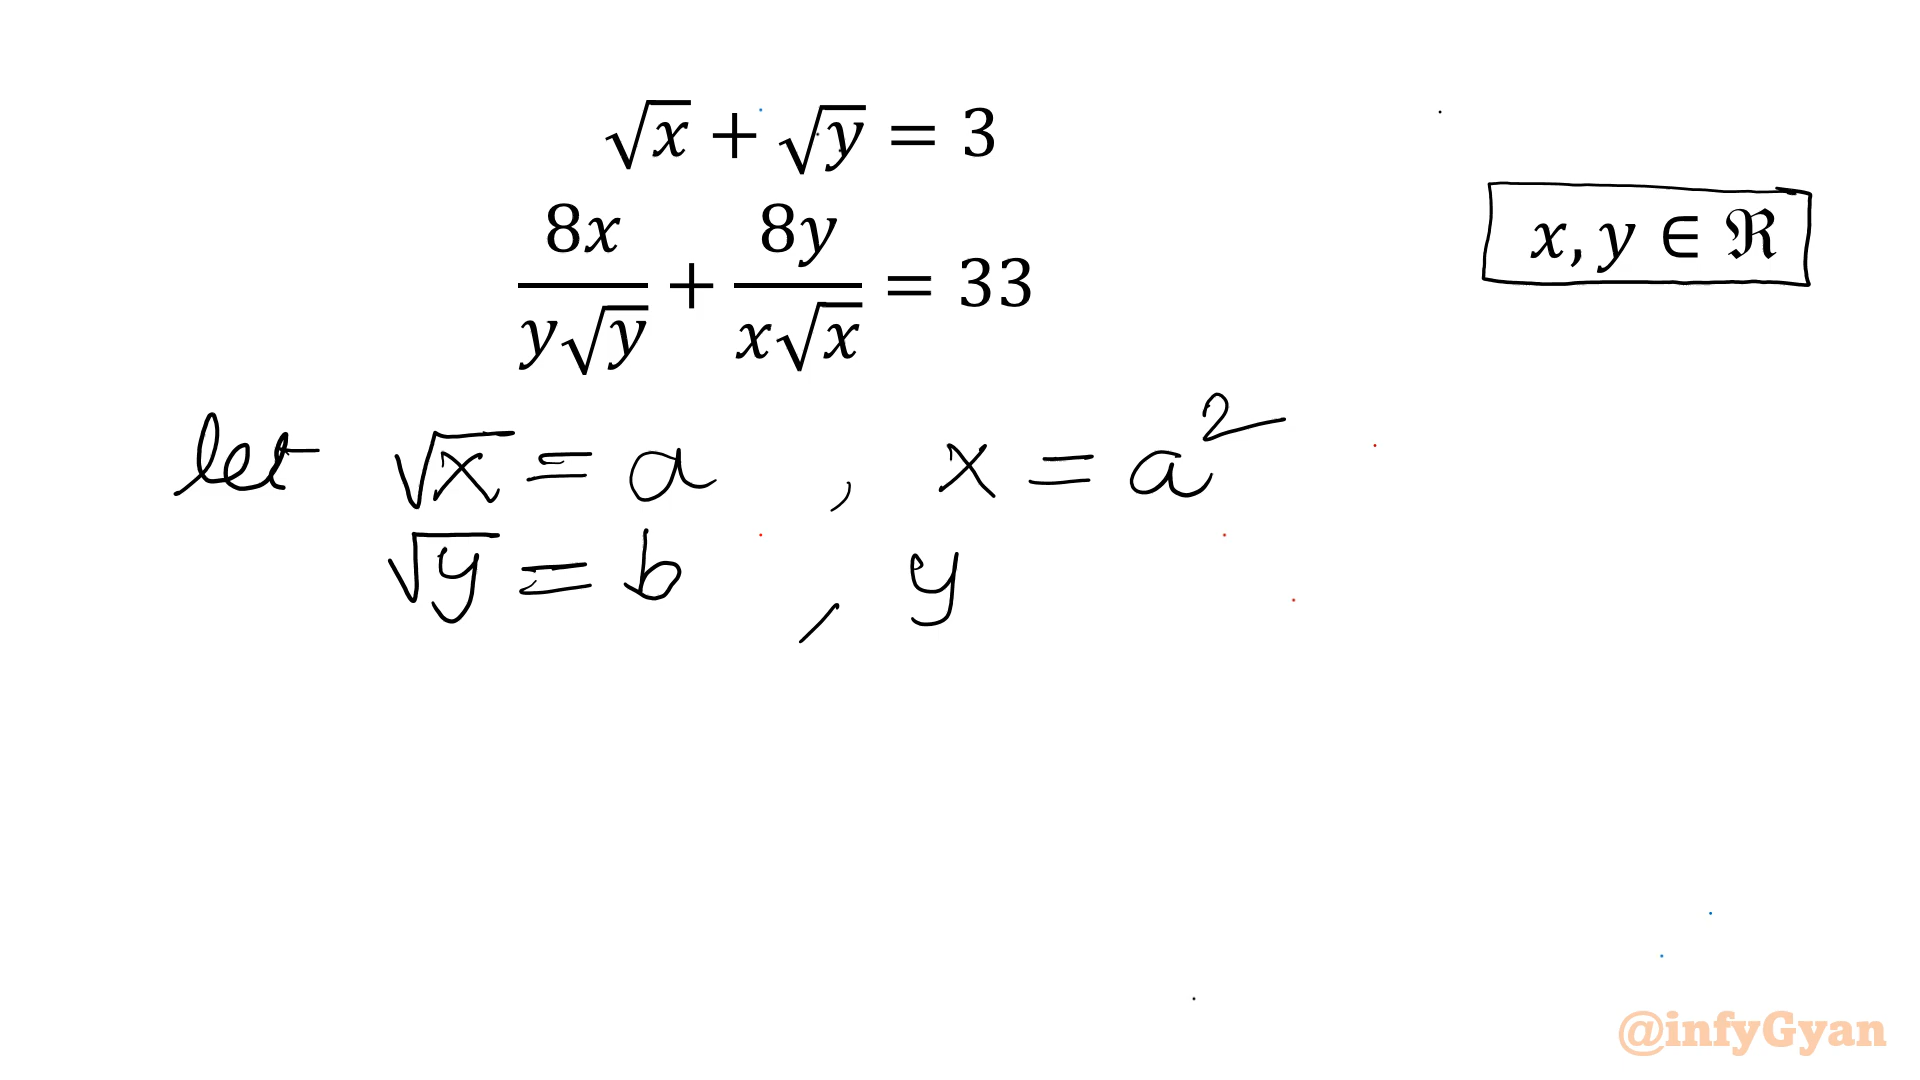 √x + √y = 3
8x/(y√y) + 8y/(x√x) = 33
x, y ∈ ℜ
let √x = a , x = a²
√y = b , y
@infyGyan